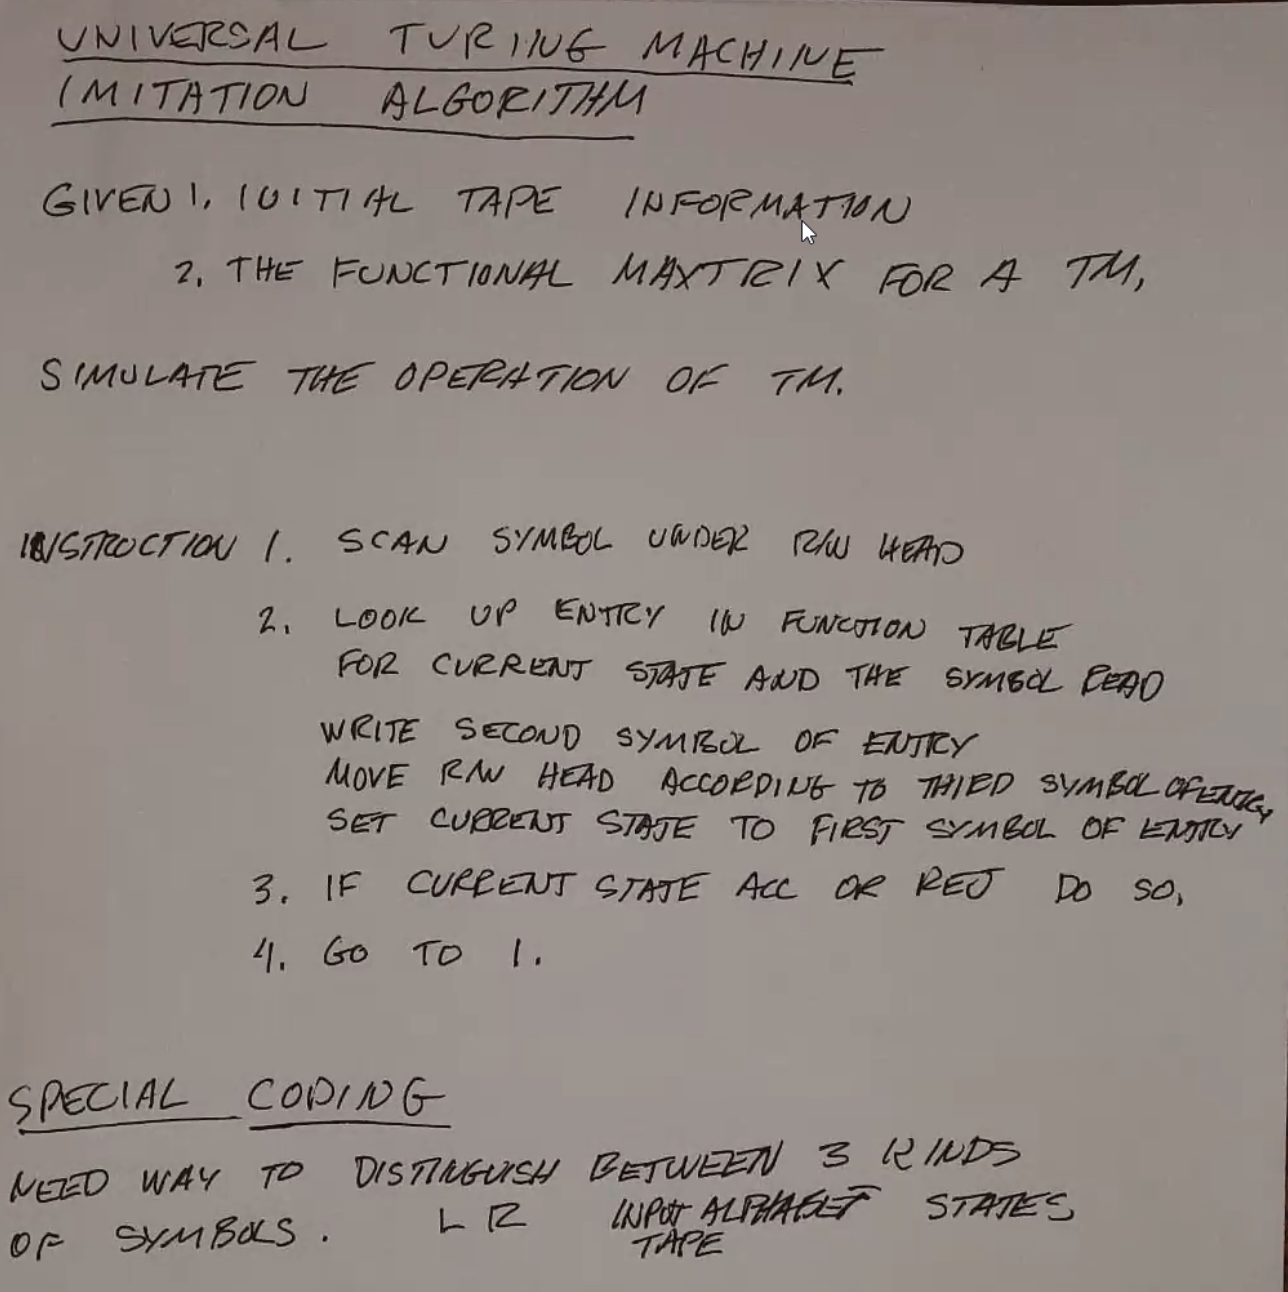 UNIVERSAL TURING MACHINE
IMITATION ALGORITHM
GIVEN 1. INITIAL TAPE INFORMATION
2. THE FUNCTIONAL MAXTRIX FOR A TM,
SIMULATE THE OPERATION OF TM.
INSTRUCTION 1. SCAN SYMBOL UNDER R/W HEAD
2. LOOK UP ENTRY IN FUNCTION TABLE
FOR CURRENT STATE AND THE SYMBOL READ
WRITE SECOND SYMBOL OF ENTRY
MOVE R/W HEAD ACCORDING TO THIRD SYMBOL OF ENTRY,
SET CURRENT STATE TO FIRST SYMBOL OF ENTRY
3. IF CURRENT STATE ACC OR REJ DO SO,
4. GO TO 1.
SPECIAL CODING
NEED WAY TO DISTINGUISH BETWEEN 3 KINDS
OF SYMBOLS. L R INPUT ALPHABET STATES
TAPE